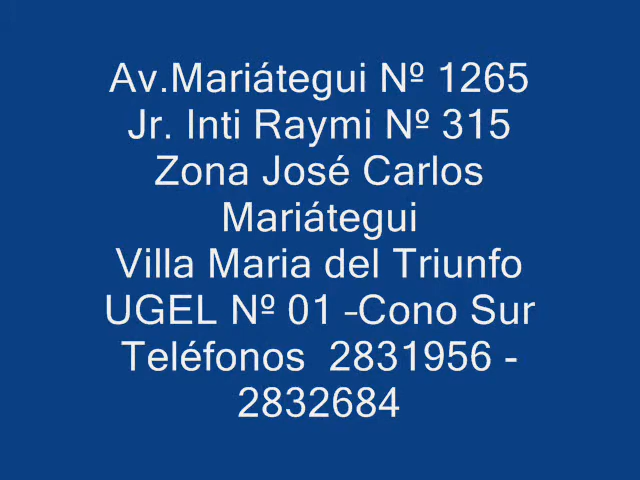 Av.Mariátegui Nº 1265
Jr. Inti Raymi Nº 315
Zona José Carlos
Mariátegui
Villa Maria del Triunfo
UGEL Nº 01 –Cono Sur
Teléfonos  2831956 -
2832684